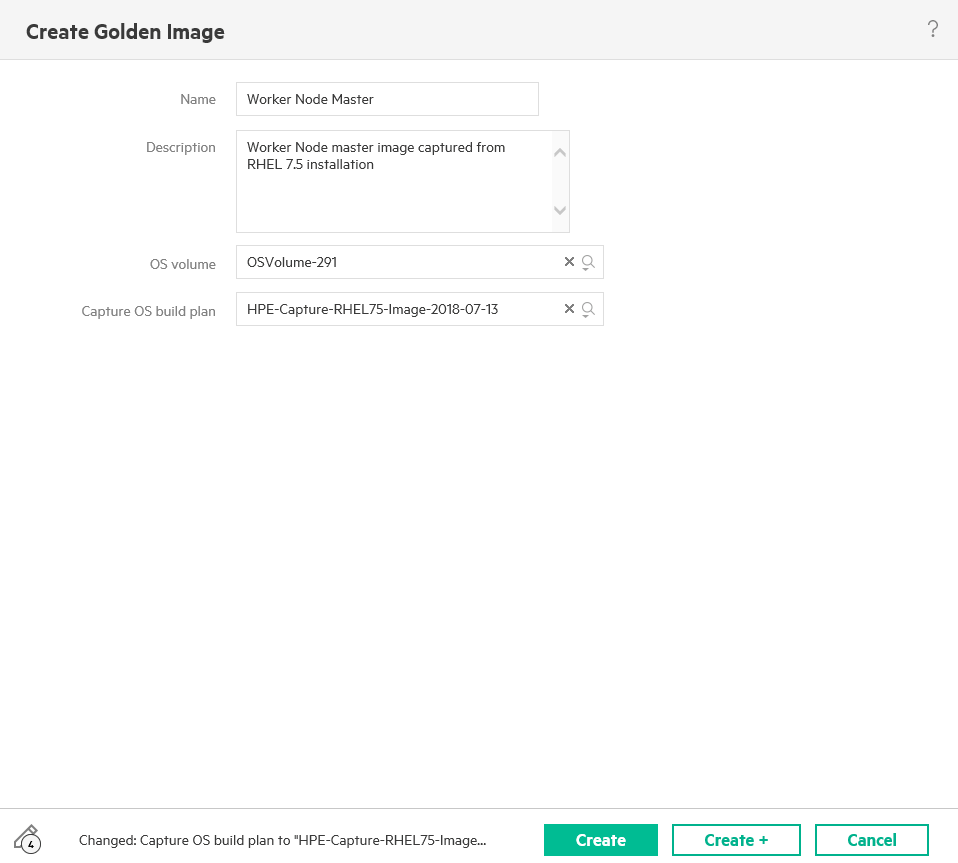 Create Golden Image
?
Name
Worker Node Master
Description
Worker Node master image captured from
RHEL 7.5 installation
OS volume
OSVolume-291
Capture OS build plan
HPE-Capture-RHEL75-Image-2018-07-13
4
Changed: Capture OS build plan to "HPE-Capture-RHEL75-Image...
Create
Create +
Cancel